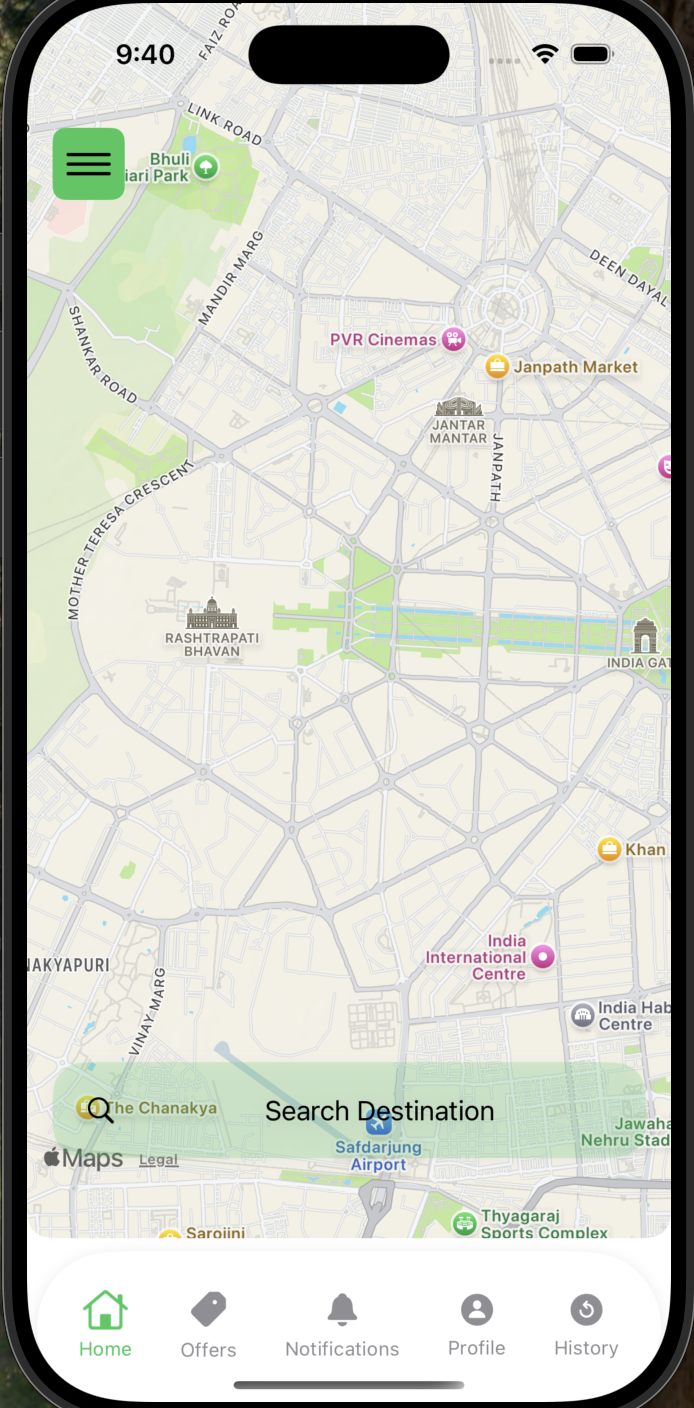 9:40
FAIZ ROA
LINK ROAD
Bhuli
iari Park
MANDIR MARG
DEEN DAYAL
SHANKAR ROAD
PVR Cinemas
Janpath Market
JANTAR
MANTAR
JANPATH
MOTHER TERESA CRESCENT
RASHTRAPATI
BHAVAN
INDIA GAT
Khan
India
International
Centre
NAKYAPURI
VINAY MARG
India Hab
Centre
The Chanakya
Search Destination
Jawaha
Nehru Stad
Safdarjung
Airport
Maps Legal
Thyagaraj
Sports Complex
Sarojini
Home Offers Notifications Profile History